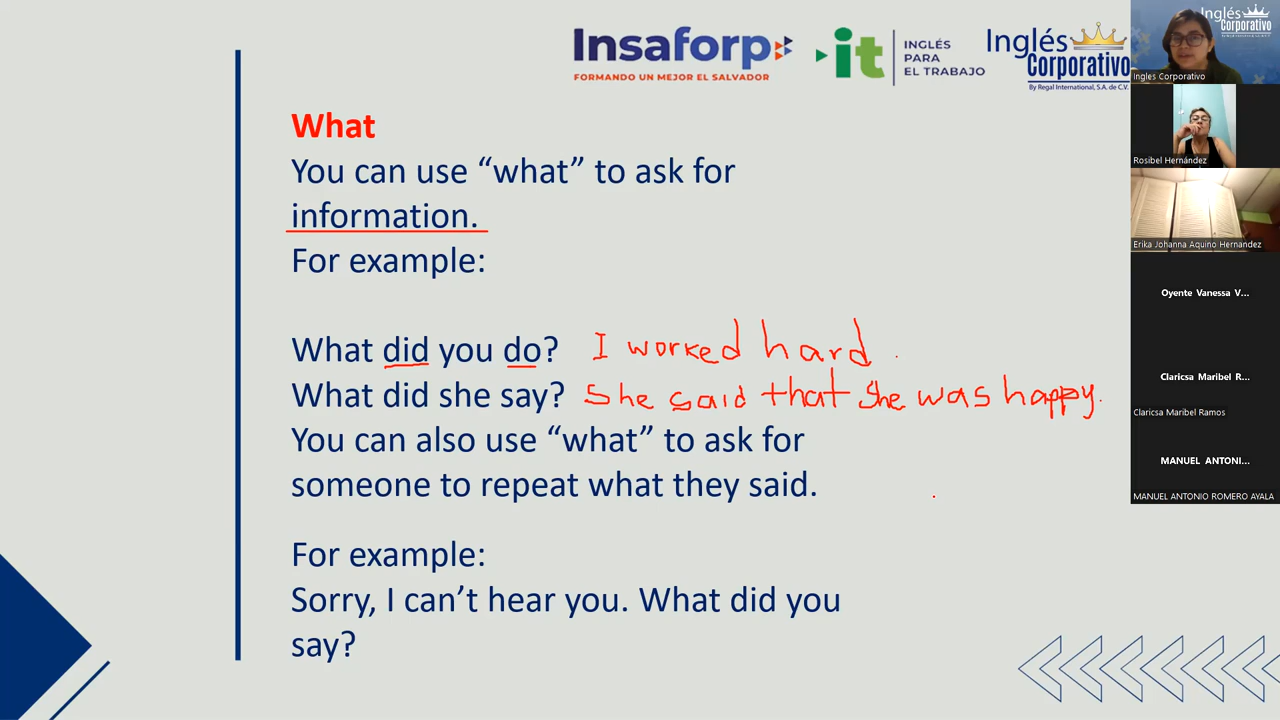 Insaforp
FORMANDO UN MEJOR EL SALVADOR
it
INGLÉS
PARA
EL TRABAJO
Inglés
Corporativo
By Regal International, S.A. de C.V.
What
You can use “what” to ask for
information.
For example:
What did you do? I worked hard.
What did she say? She said that she was happy.
You can also use “what” to ask for
someone to repeat what they said.
For example:
Sorry, I can’t hear you. What did you
say?
Inglés
Corporativo
Ingles Corporativo
Rosibel Hernández
Erika Johanna Aquino Hernandez
Oyente Vanessa V...
Claricsa Maribel R...
Claricsa Maribel Ramos
MANUEL ANTONI...
MANUEL ANTONIO ROMERO AYALA